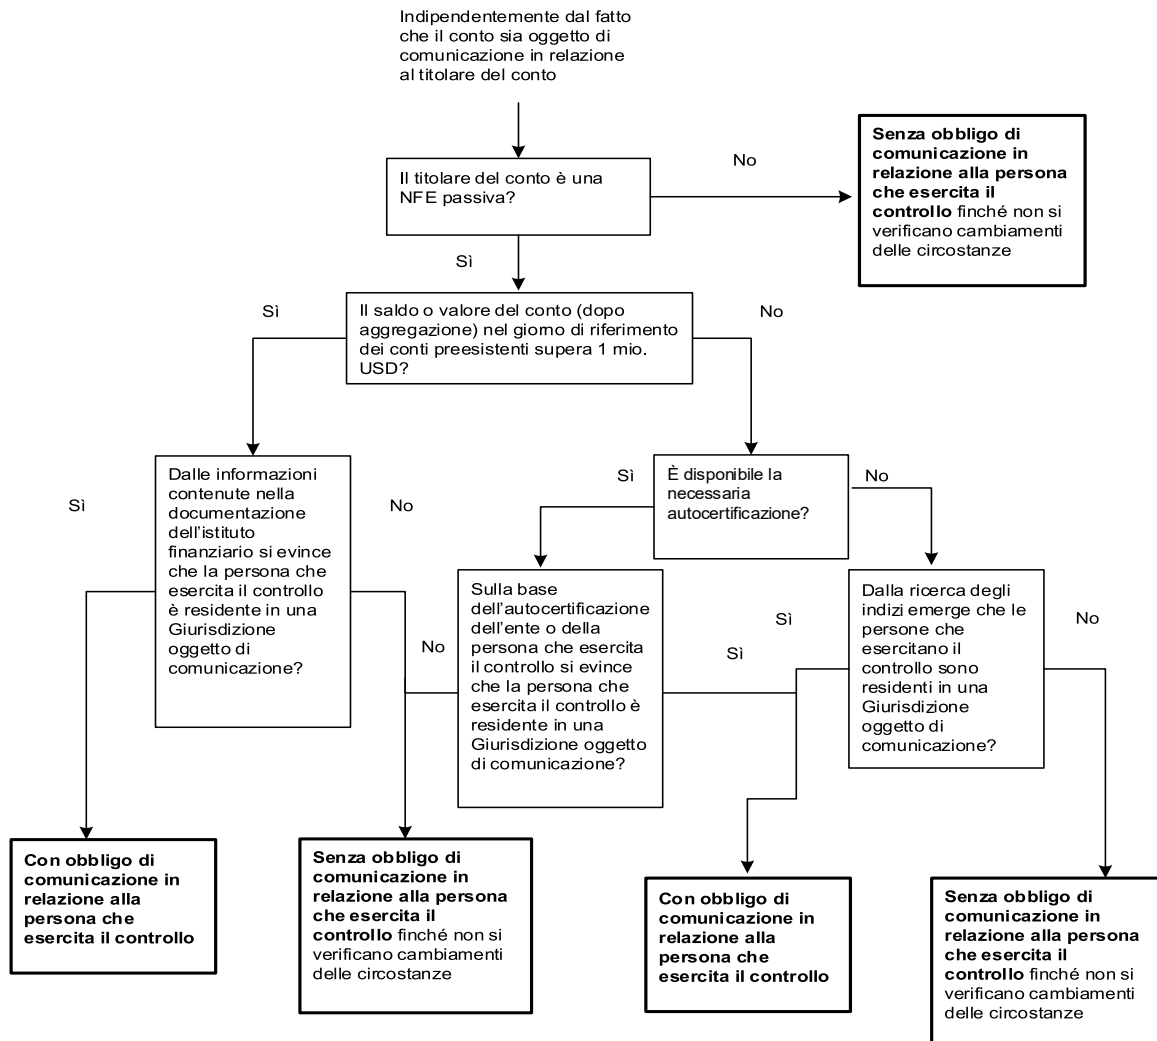 Indipendentemente dal fatto
che il conto sia oggetto di
comunicazione in relazione
al titolare del conto
Il titolare del conto è una
NFE passiva?
No
Senza obbligo di
comunicazione in
relazione alla persona
che esercita il
controllo finché non si
verificano cambiamenti
delle circostanze
Sì
Il saldo o valore del conto (dopo
aggregazione) nel giorno di riferimento
dei conti preesistenti supera 1 mio.
USD?
Sì
No
Dalle informazioni
contenute nella
documentazione
dell'istituto
finanziario si evince
che la persona che
esercita il controllo
è residente in una
Giurisdizione
oggetto di
comunicazione?
Sì
No
È disponibile la
necessaria
autocertificazione?
Sì
No
Sulla base
dell'autocertificazione
dell'ente o della
persona che esercita
il controllo si evince
che la persona che
esercita il controllo è
residente in una
Giurisdizione oggetto
di comunicazione?
No
Sì
Dalla ricerca degli
indizi emerge che le
persone che
esercitano il
controllo sono
residenti in una
Giurisdizione
oggetto di
comunicazione?
Sì
No
Con obbligo di
comunicazione in
relazione alla
persona che
esercita il controllo
Senza obbligo di
comunicazione in
relazione alla persona
che esercita il
controllo finché non si
verificano cambiamenti
delle circostanze
Con obbligo di
comunicazione in
relazione alla
persona che
esercita il controllo
Senza obbligo di
comunicazione in
relazione alla persona
che esercita il
controllo finché non si
verificano cambiamenti
delle circostanze